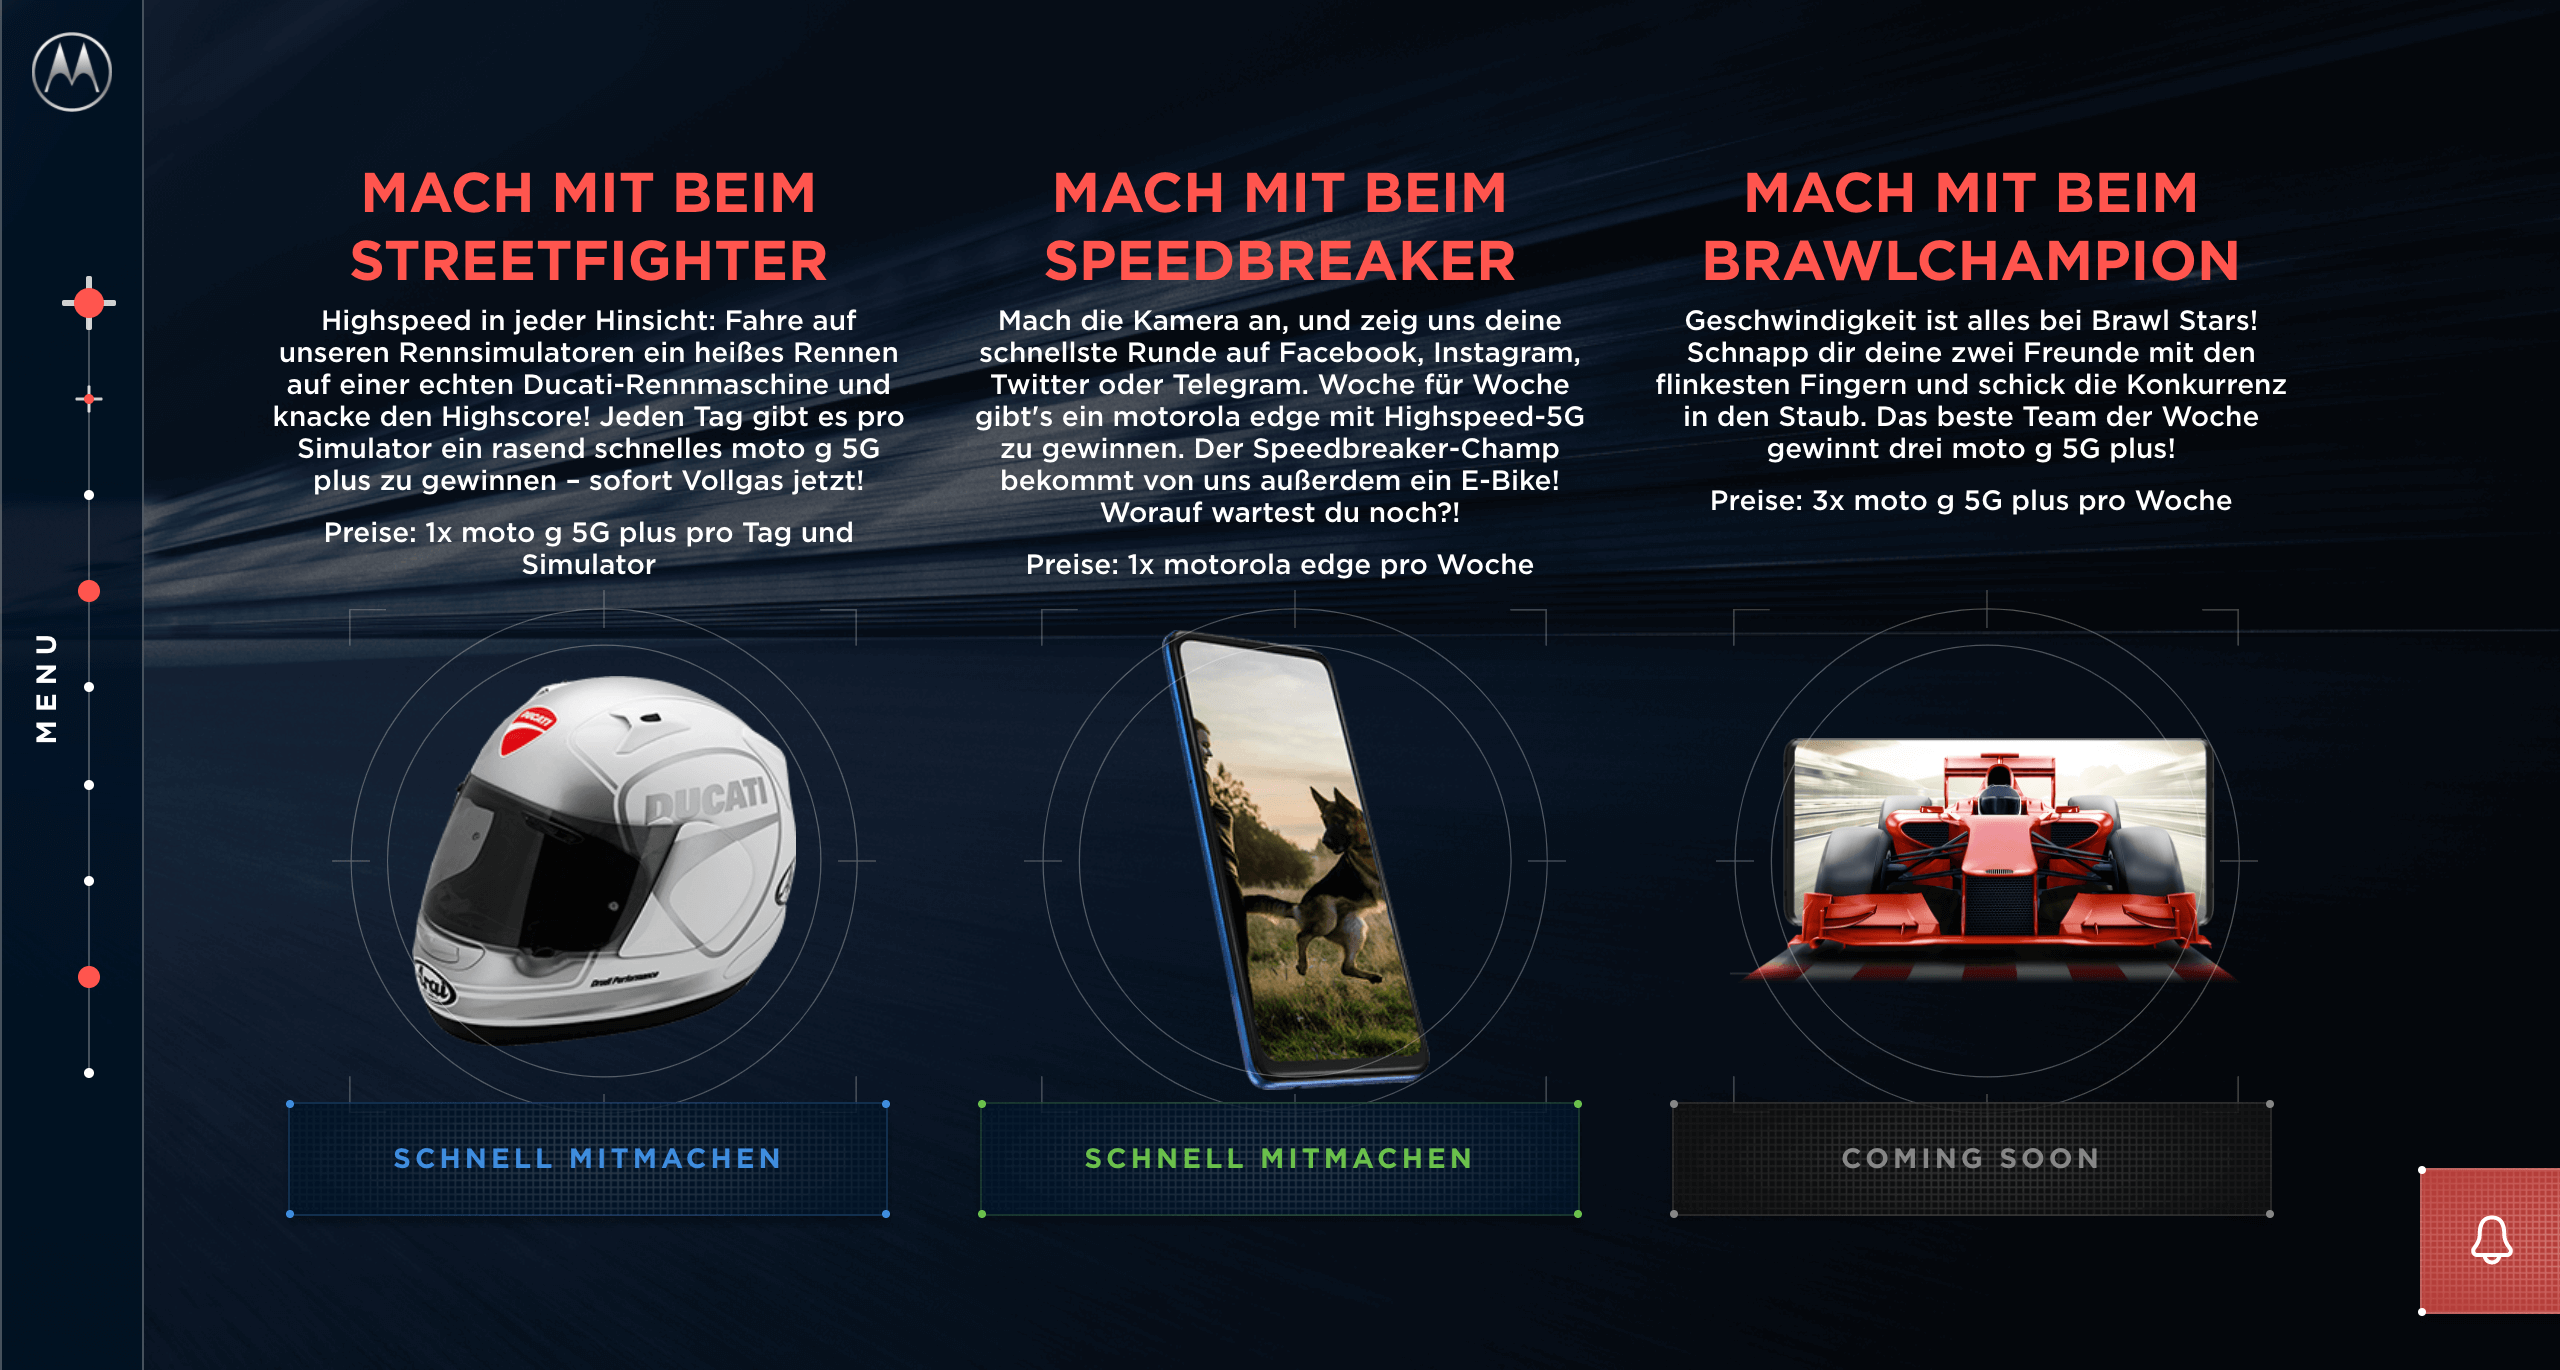 MENU
MACH MIT BEIM
STREETFIGHTER
Highspeed in jeder Hinsicht: Fahre auf
unseren Rennsimulatoren ein heißes Rennen
auf einer echten Ducati-Rennmaschine und
knacke den Highscore! Jeden Tag gibt es pro
Simulator ein rasend schnelles moto g 5G
plus zu gewinnen – sofort Vollgas jetzt!
Preise: 1x moto g 5G plus pro Tag und
Simulator
DUCATI
DUCATI
Arai
SCHNELL MITMACHEN
MACH MIT BEIM
SPEEDBREAKER
Mach die Kamera an, und zeig uns deine
schnellste Runde auf Facebook, Instagram,
Twitter oder Telegram. Woche für Woche
gibt's ein motorola edge mit Highspeed-5G
zu gewinnen. Der Speedbreaker-Champ
bekommt von uns außerdem ein E-Bike!
Worauf wartest du noch?!
Preise: 1x motorola edge pro Woche
SCHNELL MITMACHEN
MACH MIT BEIM
BRAWLCHAMPION
Geschwindigkeit ist alles bei Brawl Stars!
Schnapp dir deine zwei Freunde mit den
flinkesten Fingern und schick die Konkurrenz
in den Staub. Das beste Team der Woche
gewinnt drei moto g 5G plus!
Preise: 3x moto g 5G plus pro Woche
COMING SOON